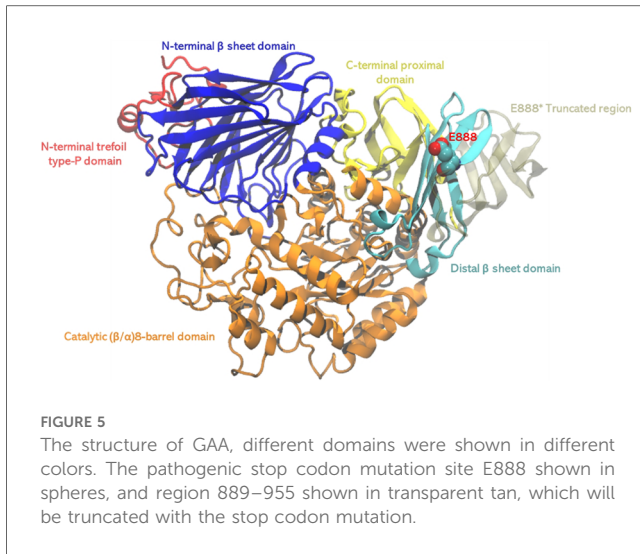 N-terminal β sheet domain
C-terminal proximal
domain
E888* Truncated region
E888
N-terminal trefoil
type-P domain
Distal β sheet domain
Catalytic (β/α)8-barrel domain
FIGURE 5
The structure of GAA, different domains were shown in different
colors. The pathogenic stop codon mutation site E888 shown in
spheres, and region 889–955 shown in transparent tan, which will
be truncated with the stop codon mutation.